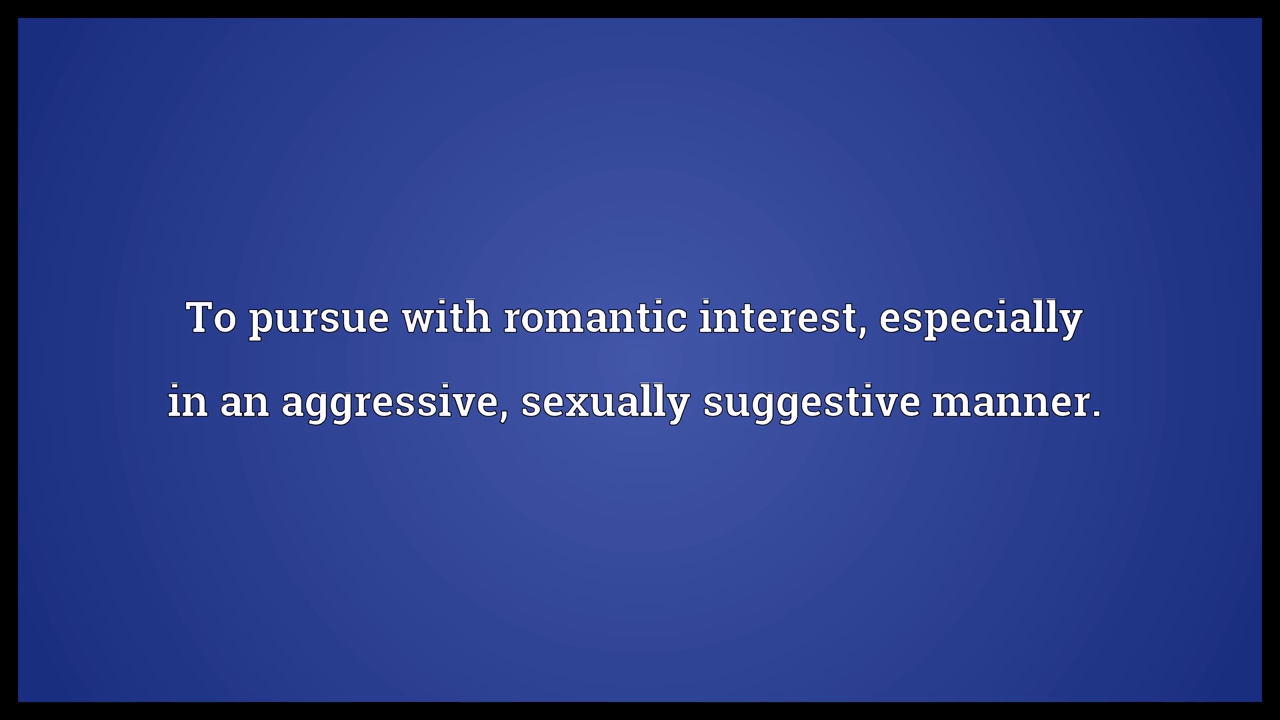 To pursue with romantic interest, especially
in an aggressive, sexually suggestive manner.